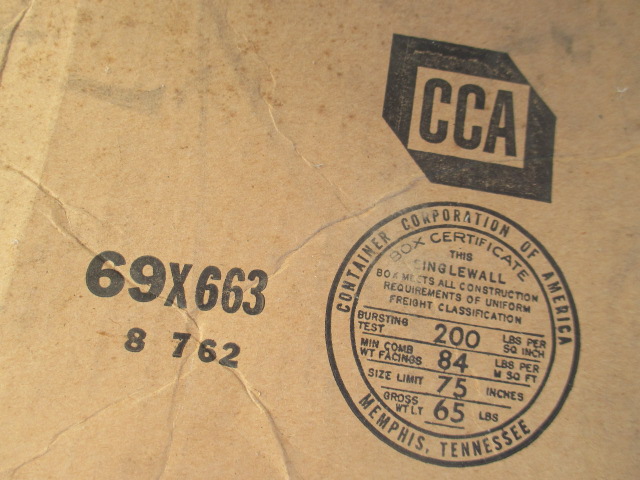 CCA
CONTAINER CORPORATION OF AMERICA
BOX CERTIFICATE
THIS
SINGLEWALL
BOX MEETS ALL CONSTRUCTION
REQUIREMENTS OF UNIFORM
FREIGHT CLASSIFICATION
BURSTING TEST 200 LBS PER SQ INCH
MIN COMB WT FACINGS 84 LBS PER M SQ FT
SIZE LIMIT 75 INCHES
GROSS WT LT 65 LBS
MEMPHIS, TENNESSEE
69X663
8 762